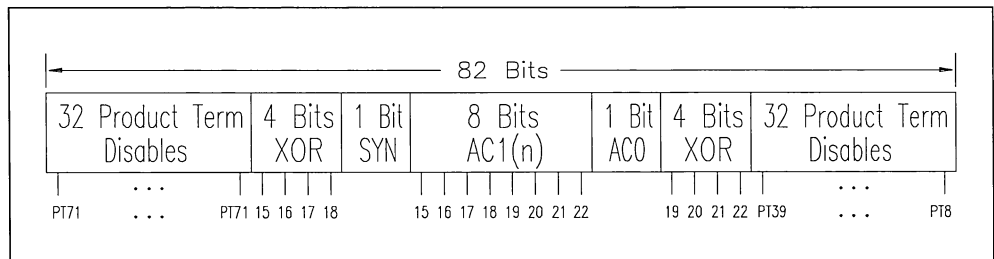 82 Bits
32 Product Term Disables
4 Bits XOR
1 Bit SYN
8 Bits AC1(n)
1 Bit AC0
4 Bits XOR
32 Product Term Disables
PT71 ... PT71 15 16 17 18 15 16 17 18 19 20 21 22 19 20 21 22 PT39 ... PT8